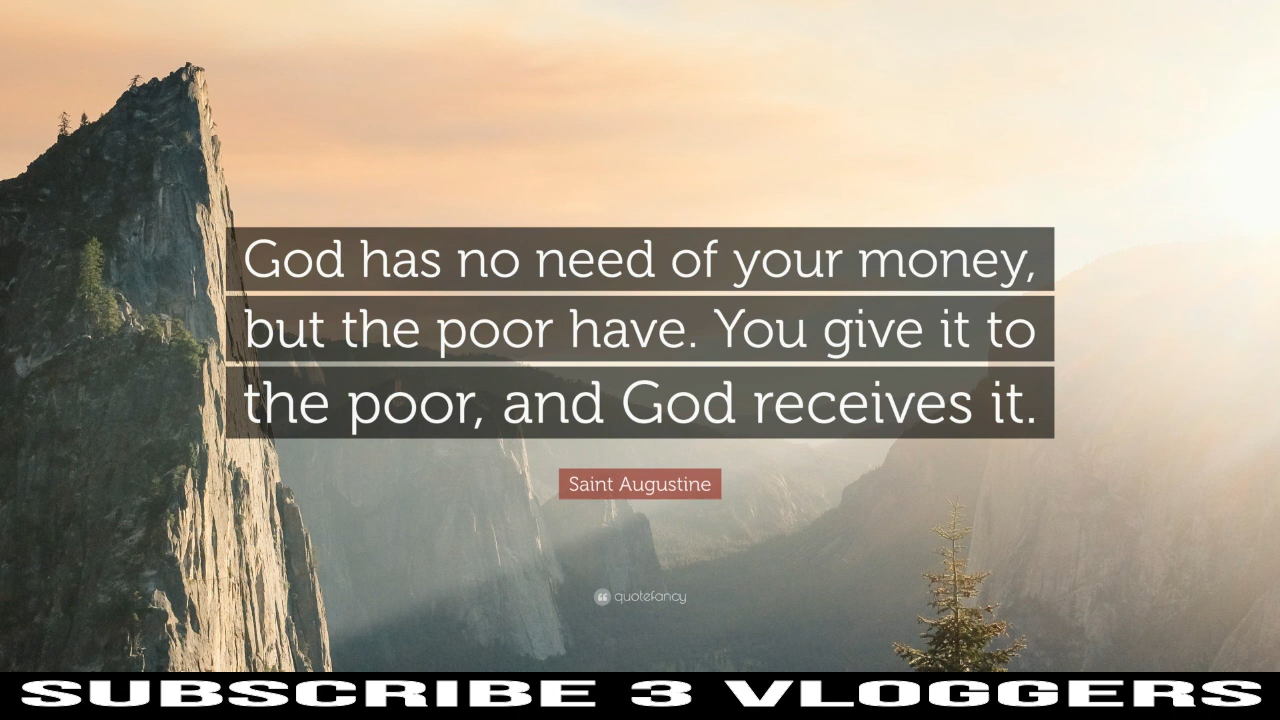 God has no need of your money,
but the poor have. You give it to
the poor, and God receives it.
Saint Augustine
quotefancy
SUBSCRIBE 3 VLOGGERS